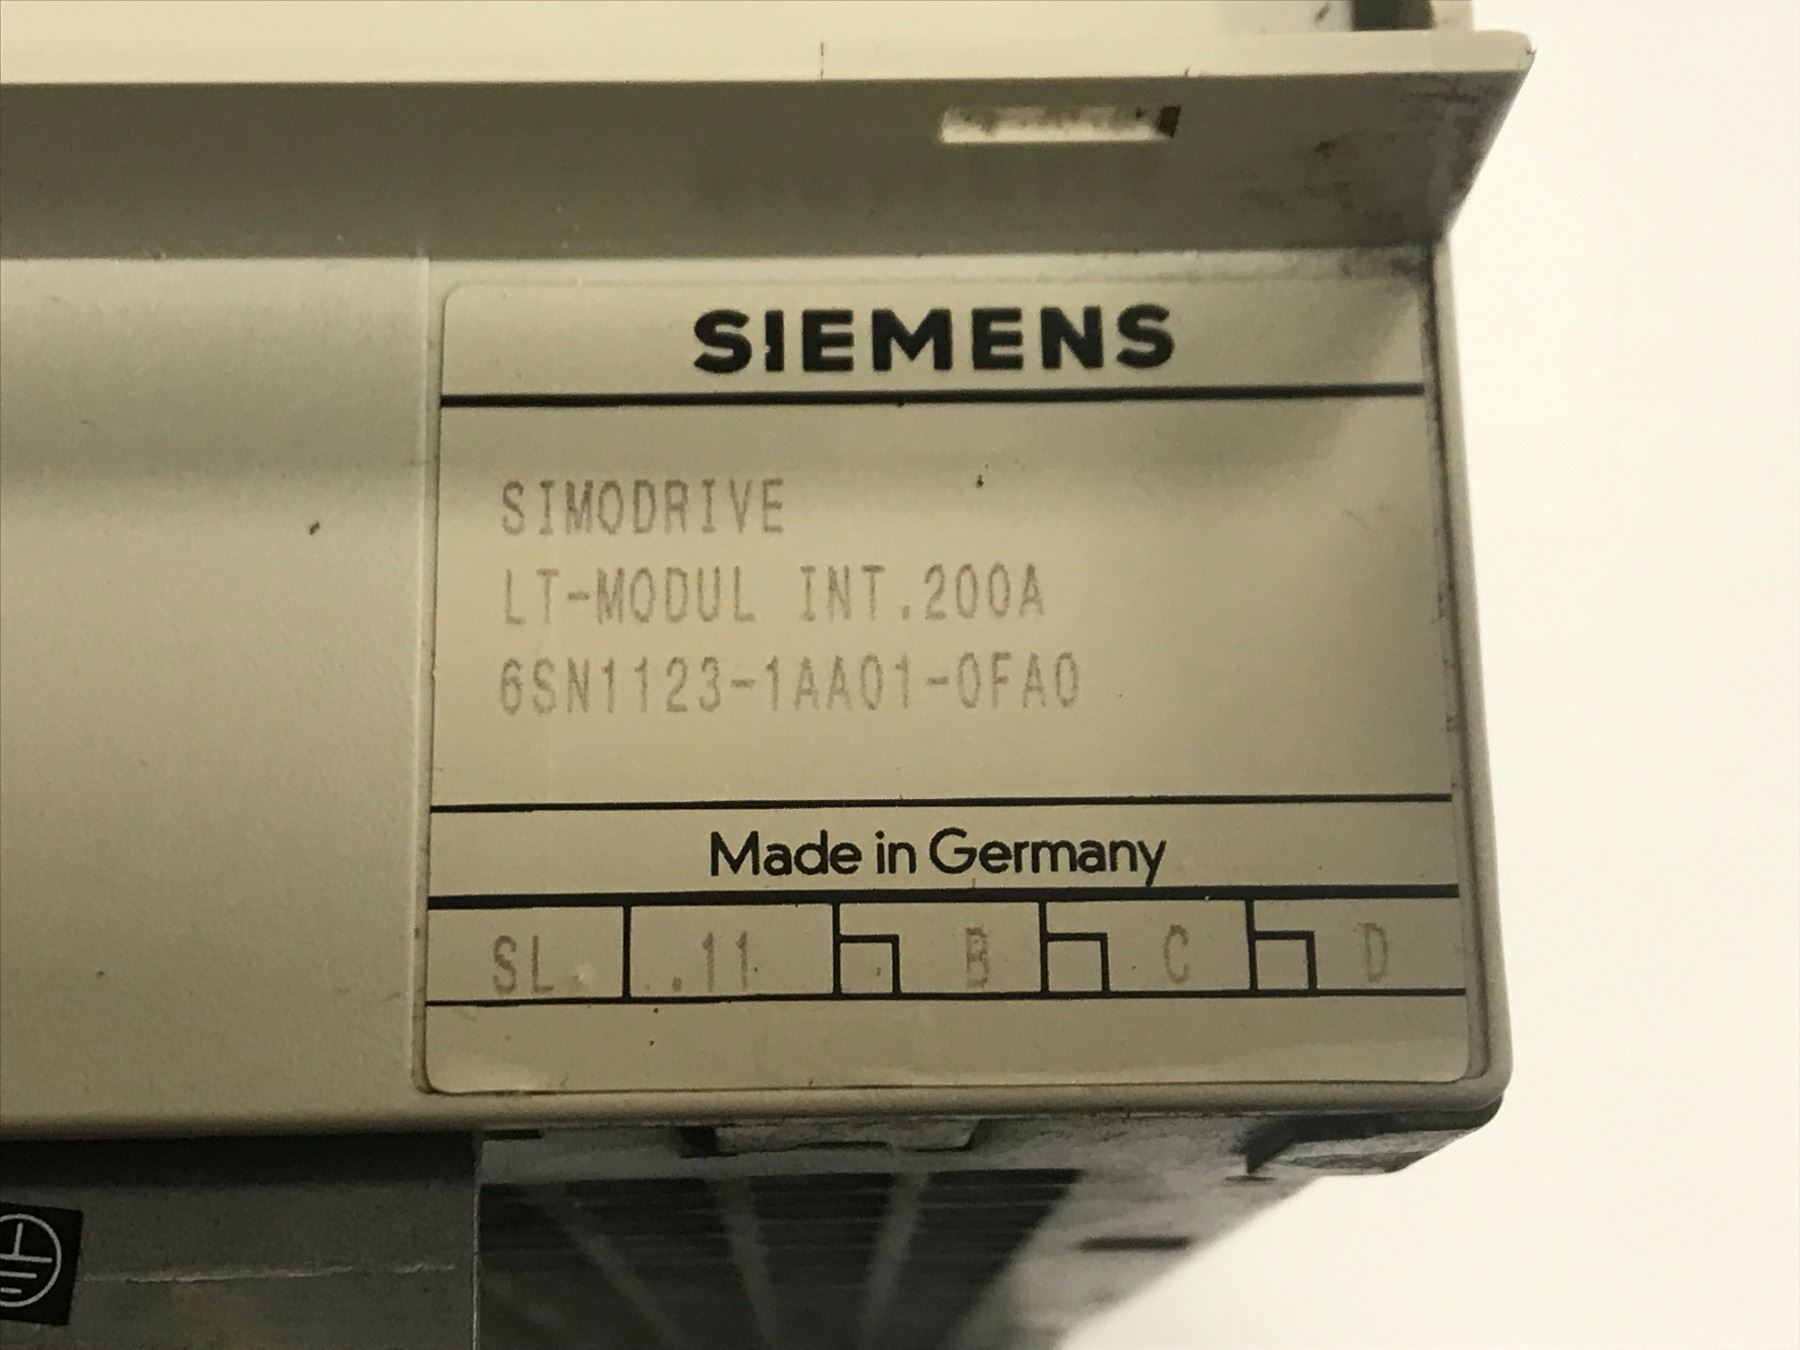 SIEMENS
SIMODRIVE
LT-MODUL INT.200A
6SN1123-1AA01-0FA0
Made in Germany
SL .11 B C D